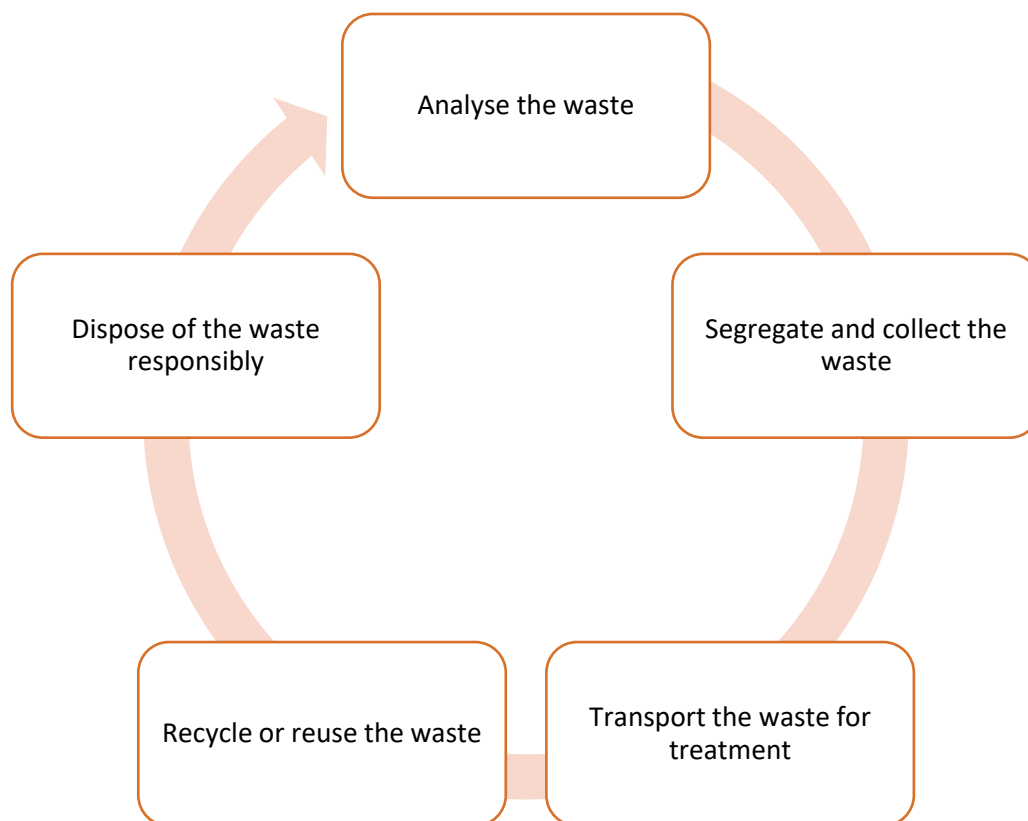 Analyse the waste
Segregate and collect the
waste
Transport the waste for
treatment
Recycle or reuse the waste
Dispose of the waste
responsibly